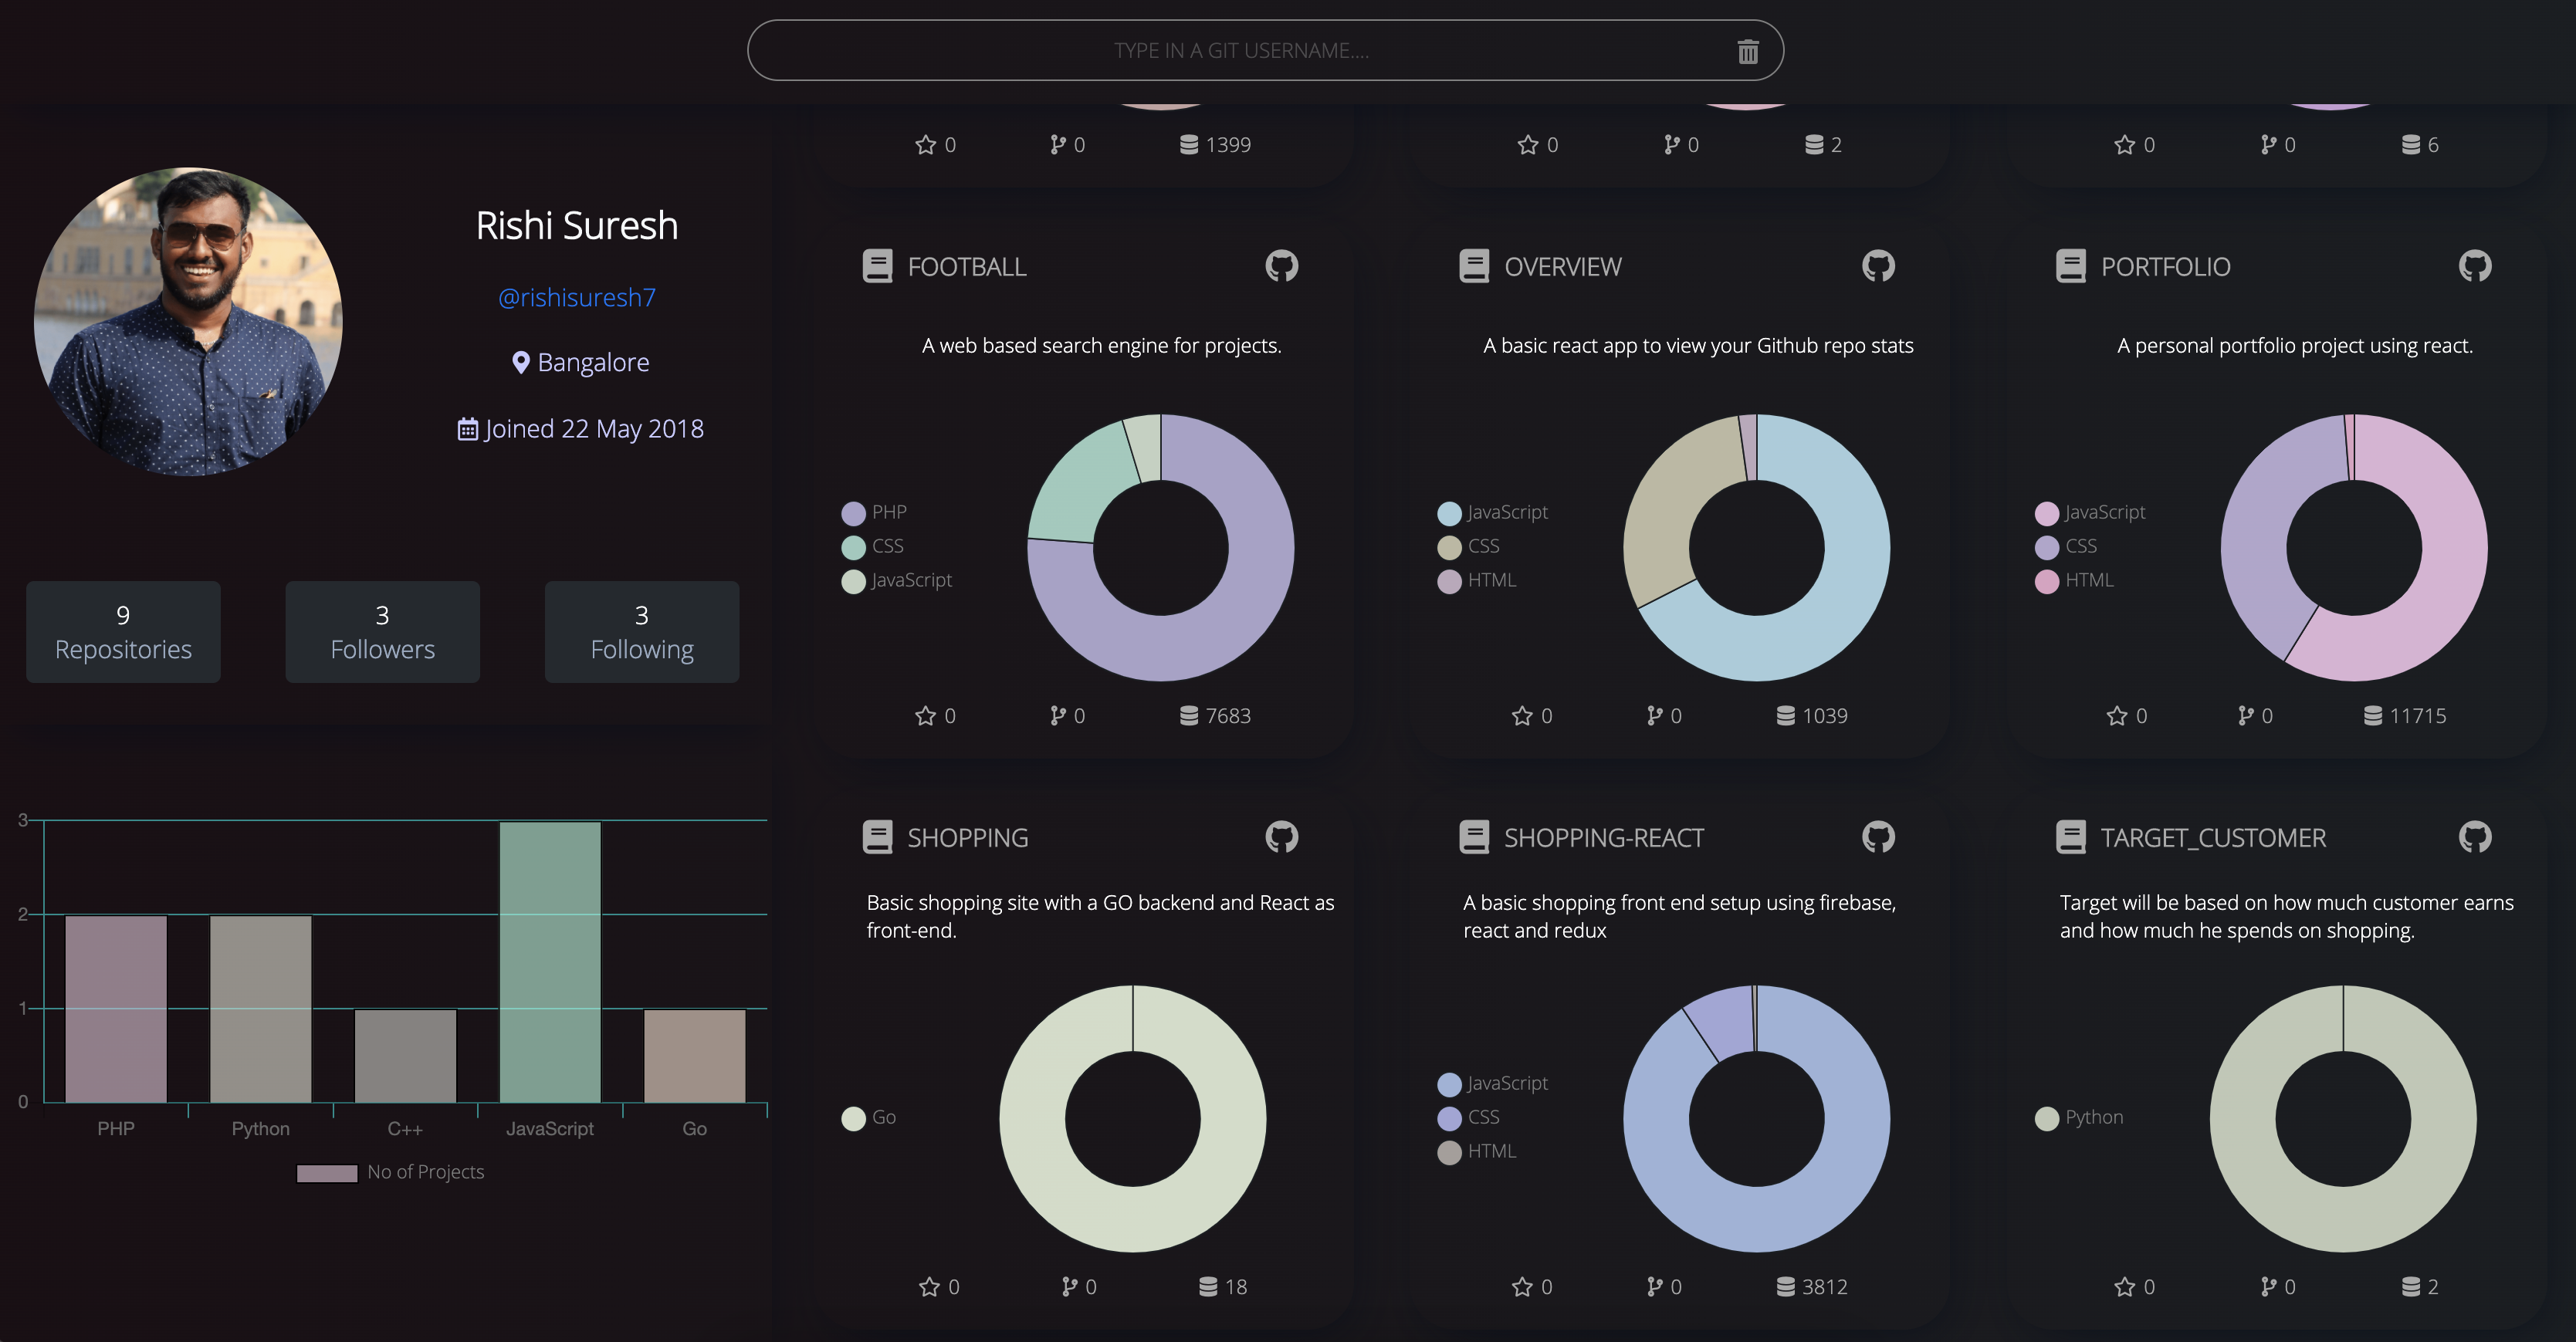 TYPE IN A GIT USERNAME....
Rishi Suresh
@rishisuresh7
Bangalore
Joined 22 May 2018
9
Repositories
3
Followers
3
Following
3
2
1
0
PHP Python C++ JavaScript Go
No of Projects
0 0 1399
0 0 2
0 0 6
FOOTBALL
A web based search engine for projects.
PHP
CSS
JavaScript
0 0 7683
OVERVIEW
A basic react app to view your Github repo stats
JavaScript
CSS
HTML
0 0 1039
PORTFOLIO
A personal portfolio project using react.
JavaScript
CSS
HTML
0 0 11715
SHOPPING
Basic shopping site with a GO backend and React as
front-end.
Go
0 0 18
SHOPPING-REACT
A basic shopping front end setup using firebase,
react and redux
JavaScript
CSS
HTML
0 0 3812
TARGET_CUSTOMER
Target will be based on how much customer earns
and how much he spends on shopping.
Python
0 0 2